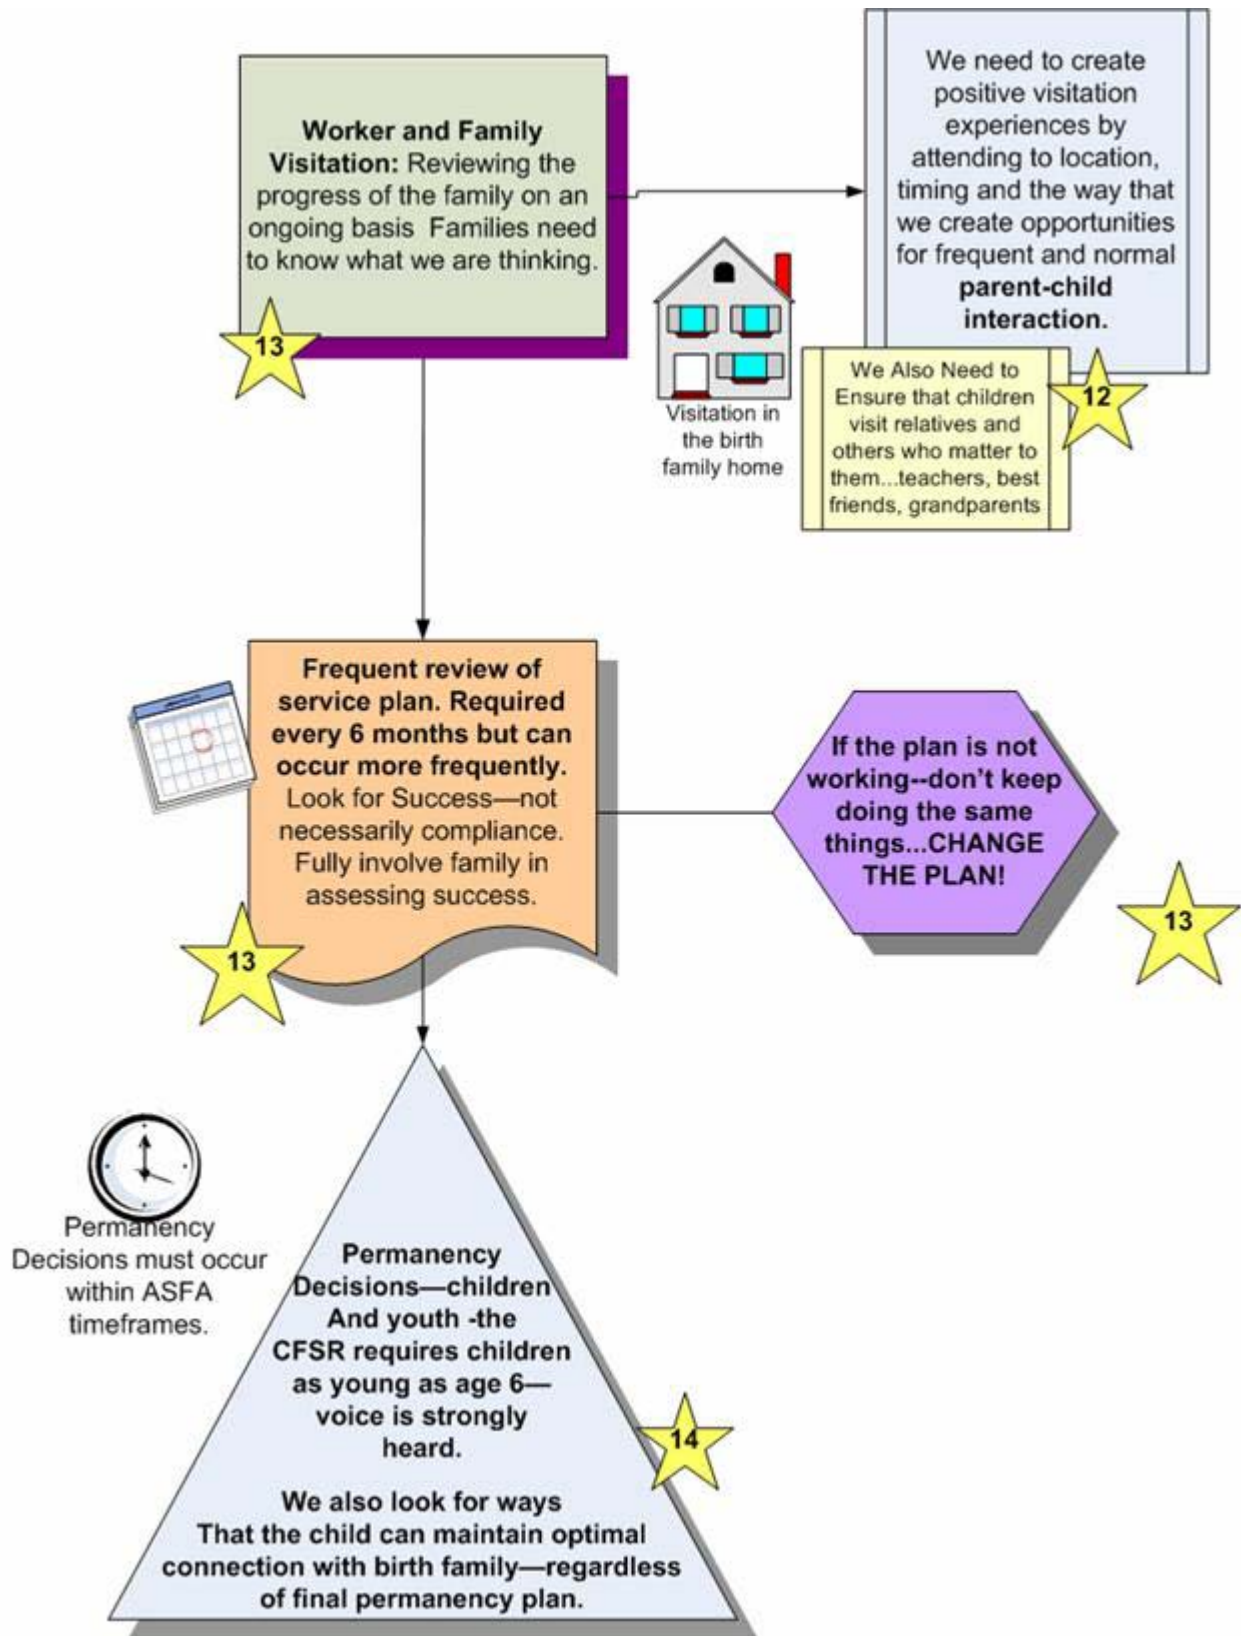 Worker and Family
Visitation: Reviewing the
progress of the family on an
ongoing basis  Families need
to know what we are thinking.
13
We need to create
positive visitation
experiences by
attending to location,
timing and the way that
we create opportunities
for frequent and normal
parent-child
interaction.
12
We Also Need to
Ensure that children
visit relatives and
others who matter to
them...teachers, best
friends, grandparents
Visitation in
the birth
family home
Frequent review of
service plan. Required
every 6 months but can
occur more frequently.
Look for Success—not
necessarily compliance.
Fully involve family in
assessing success.
13
If the plan is not
working--don't keep
doing the same
things...CHANGE
THE PLAN!
13
Permanency
Decisions must occur
within ASFA
timeframes.
Permanency
Decisions—children
And youth -the
CFSR requires children
as young as age 6—
voice is strongly
heard.
14
We also look for ways
That the child can maintain optimal
connection with birth family—regardless
of final permanency plan.